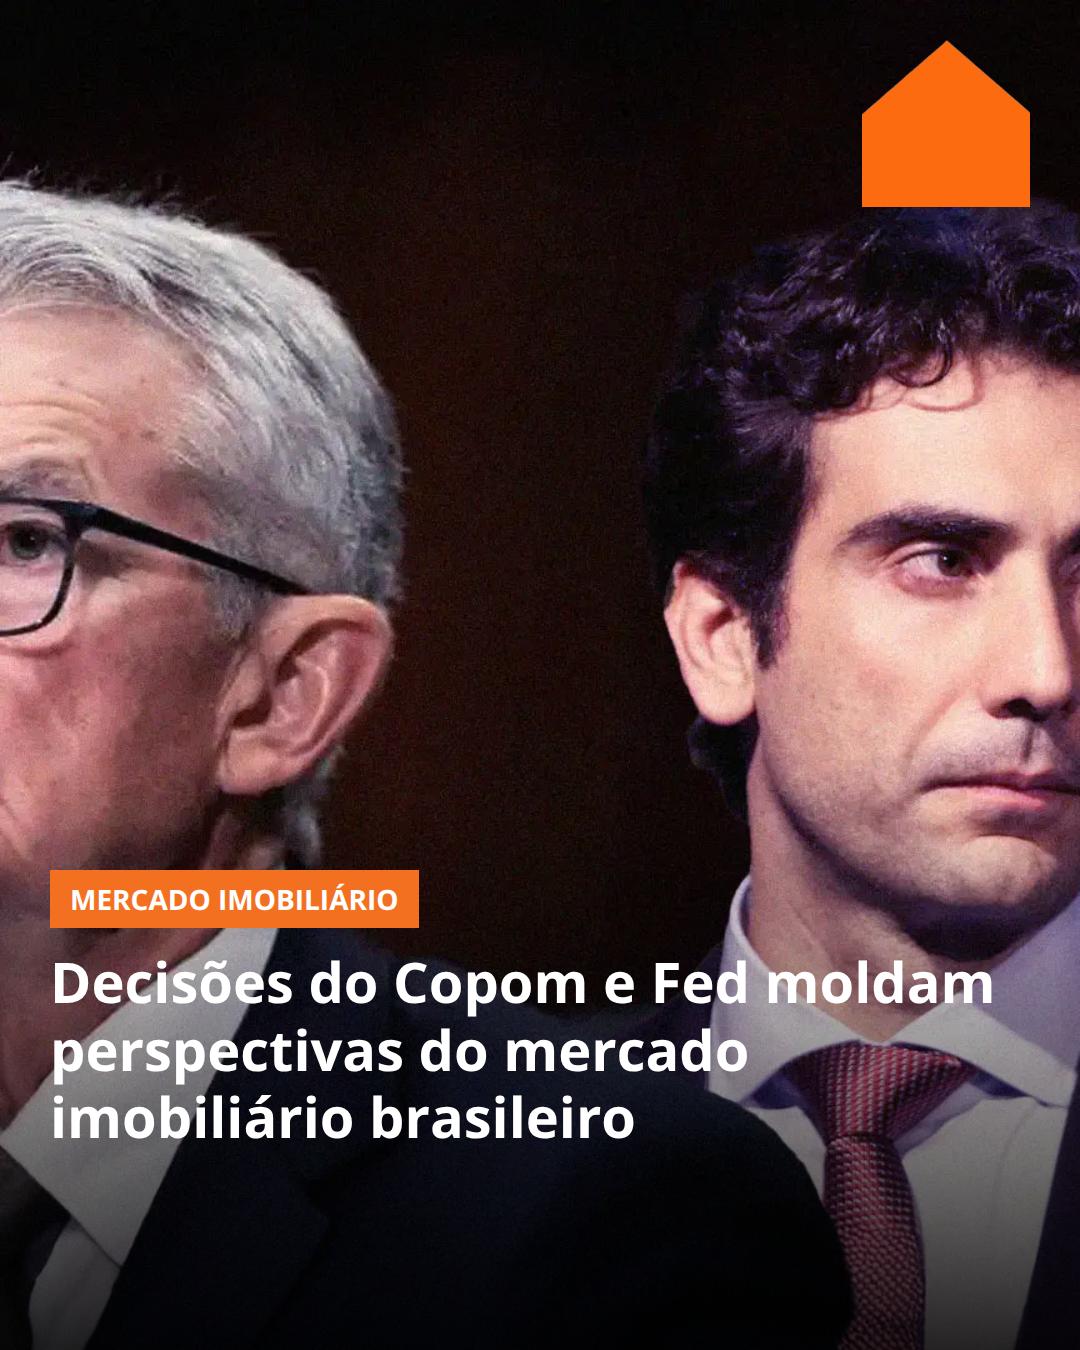 MERCADO IMOBILIÁRIO
Decisões do Copom e Fed moldam
perspectivas do mercado
imobiliário brasileiro